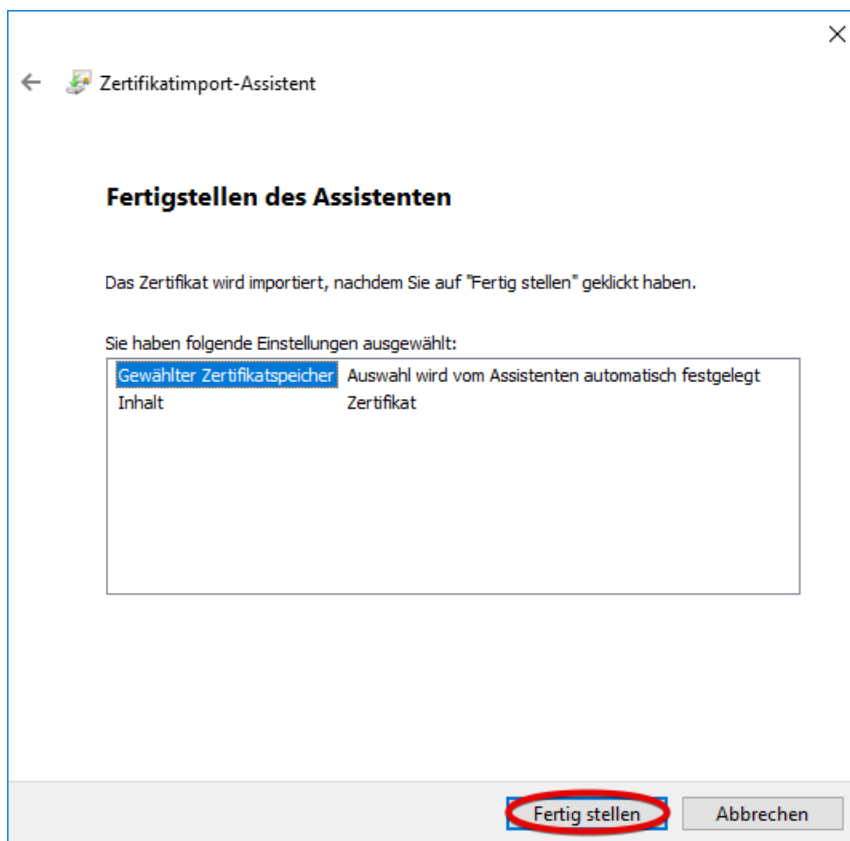 Zertifikatimport-Assistent
Fertigstellen des Assistenten
Das Zertifikat wird importiert, nachdem Sie auf "Fertig stellen" geklickt haben.
Sie haben folgende Einstellungen ausgewählt:
Gewählter Zertifikatspeicher Auswahl wird vom Assistenten automatisch festgelegt
Inhalt Zertifikat
Fertig stellen Abbrechen